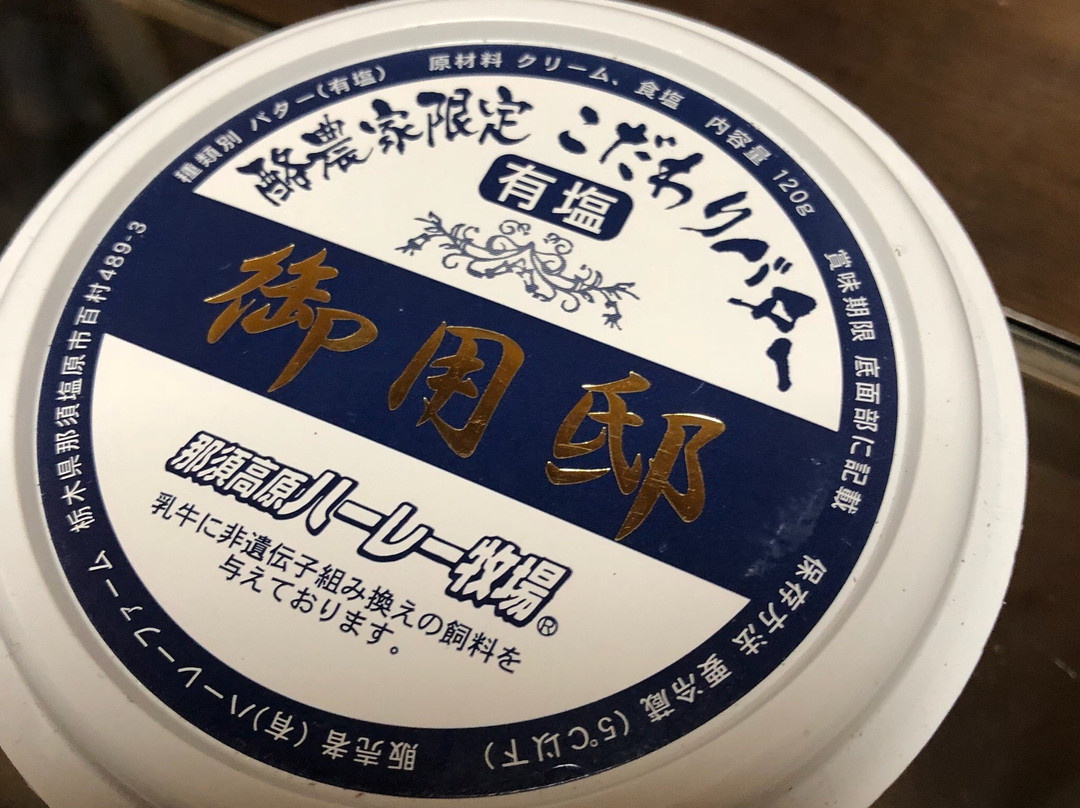 種類別 バター(有塩) 原材料 クリーム、食塩 内容量 120g 賞味期限 底面部に記載 保存方法 要冷蔵(5℃以下)
販売者(有)ハーレーファーム 栃木県那須塩原市百村489-3
酪農家限定 こだわりバター
有塩
御用邸
那須高原ハーレー牧場®
乳牛に非遺伝子組み換えの飼料を
与えております。